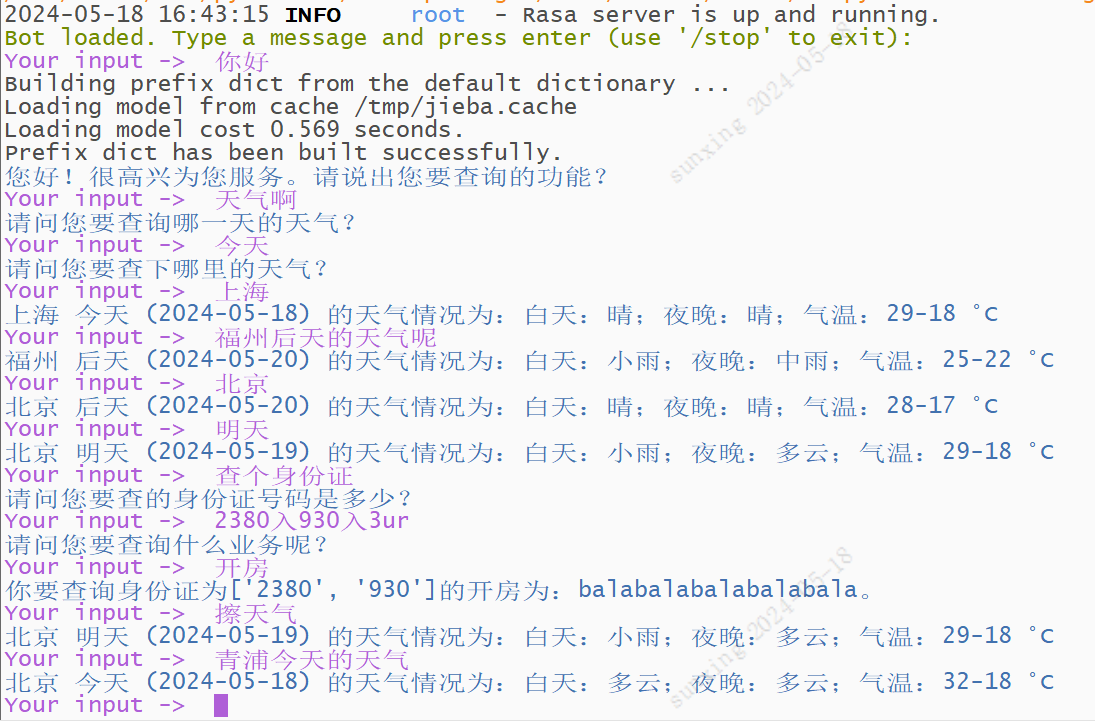 2024-05-18 16:43:15 INFO     root  - Rasa server is up and running.
Bot loaded. Type a message and press enter (use '/stop' to exit):
Your input ->  你好
Building prefix dict from the default dictionary ...
Loading model from cache /tmp/jieba.cache
Loading model cost 0.569 seconds.
Prefix dict has been built successfully.
您好！很高兴为您服务。请说出您要查询的功能？
Your input ->  天气啊
请问您要查询哪一天的天气？
Your input ->  今天
请问您要查下哪里的天气？
Your input ->  上海
上海 今天 (2024-05-18) 的天气情况为：白天：晴；夜晚：晴；气温：29-18 °c
Your input ->  福州后天的天气呢
福州 后天 (2024-05-20) 的天气情况为：白天：小雨；夜晚：中雨；气温：25-22 °c
Your input ->  北京
北京 后天 (2024-05-20) 的天气情况为：白天：晴；夜晚：晴；气温：28-17 °c
Your input ->  明天
北京 明天 (2024-05-19) 的天气情况为：白天：小雨；夜晚：多云；气温：29-18 °c
Your input ->  查个身份证
请问您要查的身份证号码是多少？
Your input ->  2380入930入3ur
请问您要查询什么业务呢？
Your input ->  开房
你要查询身份证为['2380', '930']的开房为：balabalabalabalabala。
Your input ->  擦天气
北京 明天 (2024-05-19) 的天气情况为：白天：小雨；夜晚：多云；气温：29-18 °c
Your input ->  青浦今天的天气
北京 今天 (2024-05-18) 的天气情况为：白天：多云；夜晚：多云；气温：32-18 °c
Your input ->
sunxing 2024-05-18
sunxing 2024-05-18